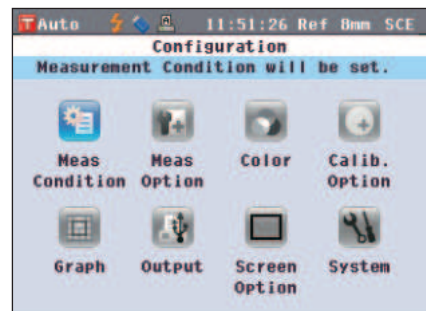 T Auto A 11:51:26 Ref 8mm SCE
Configuration
Measurement Condition will be set.
Meas Condition
Meas Option
Color
Calib. Option
Graph
Output
Screen Option
System